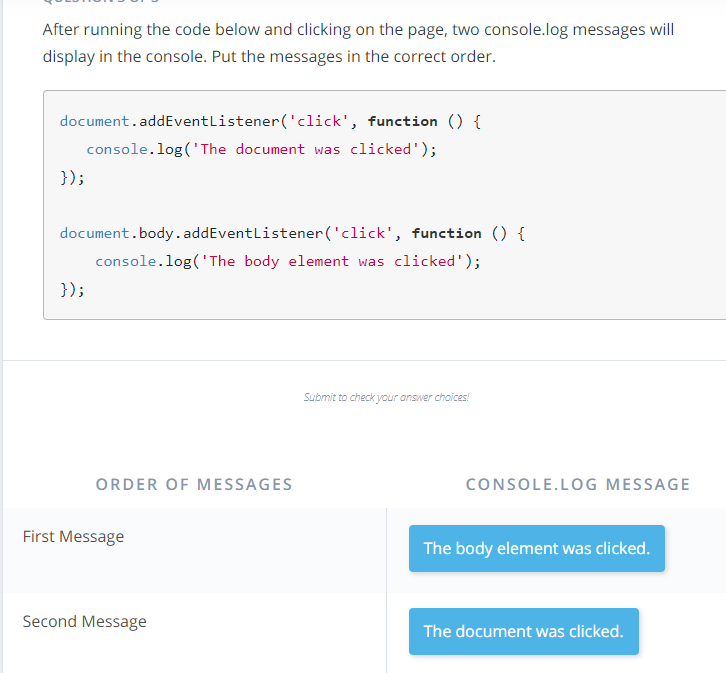 After running the code below and clicking on the page, two console.log messages will
display in the console. Put the messages in the correct order.
document.addEventListener('click', function () {
console.log('The document was clicked');
});
document.body.addEventListener('click', function () {
console.log('The body element was clicked');
});
Submit to check your answer choices!
ORDER OF MESSAGES
CONSOLE.LOG MESSAGE
First Message
The body element was clicked.
Second Message
The document was clicked.